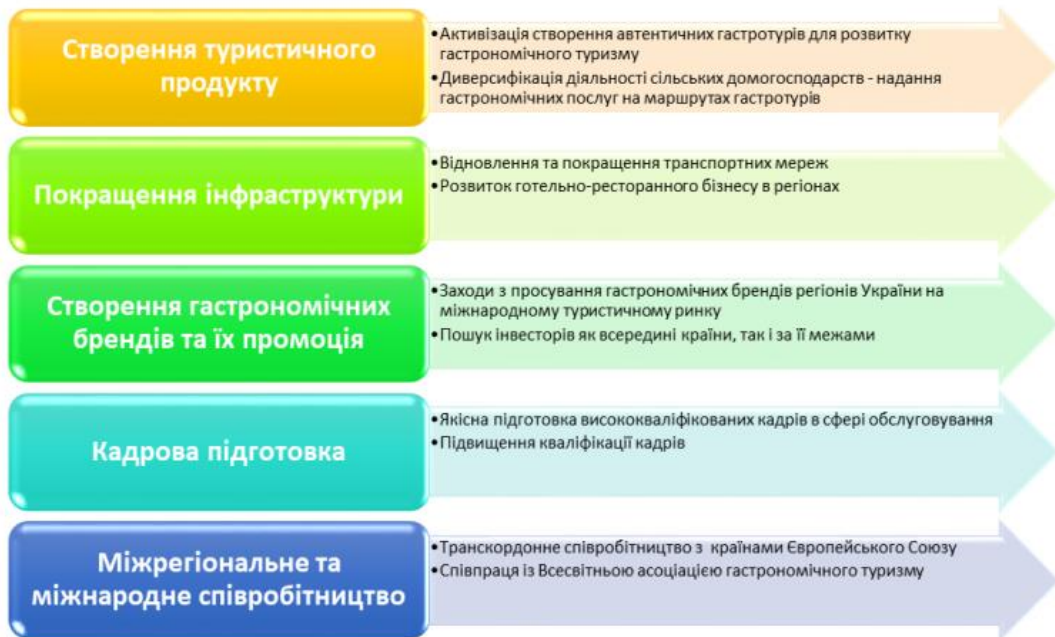 Створення туристичного
продукту
•Активізація створення автентичних гастротурів для розвитку
гастрономічного туризму
•Диверсифікація діяльності сільських домогосподарств - надання
гастрономічних послуг на маршрутах гастротурів
Покращення інфраструктури
•Відновлення та покращення транспортних мереж
•Розвиток готельно-ресторанного бізнесу в регіонах
Створення гастрономічних
брендів та їх промоція
•Заходи з просування гастрономічних брендів регіонів України на
міжнародному туристичному ринку
•Пошук інвесторів як всередині країни, так і за її межами
Кадрова підготовка
•Якісна підготовка висококваліфікованих кадрів в сфері обслуговування
•Підвищення кваліфікації кадрів
Міжрегіональне та
міжнародне співробітництво
•Транскордонне співробітництво з країнами Європейського Союзу
•Співпраця із Всесвітньою асоціацією гастрономічного туризму